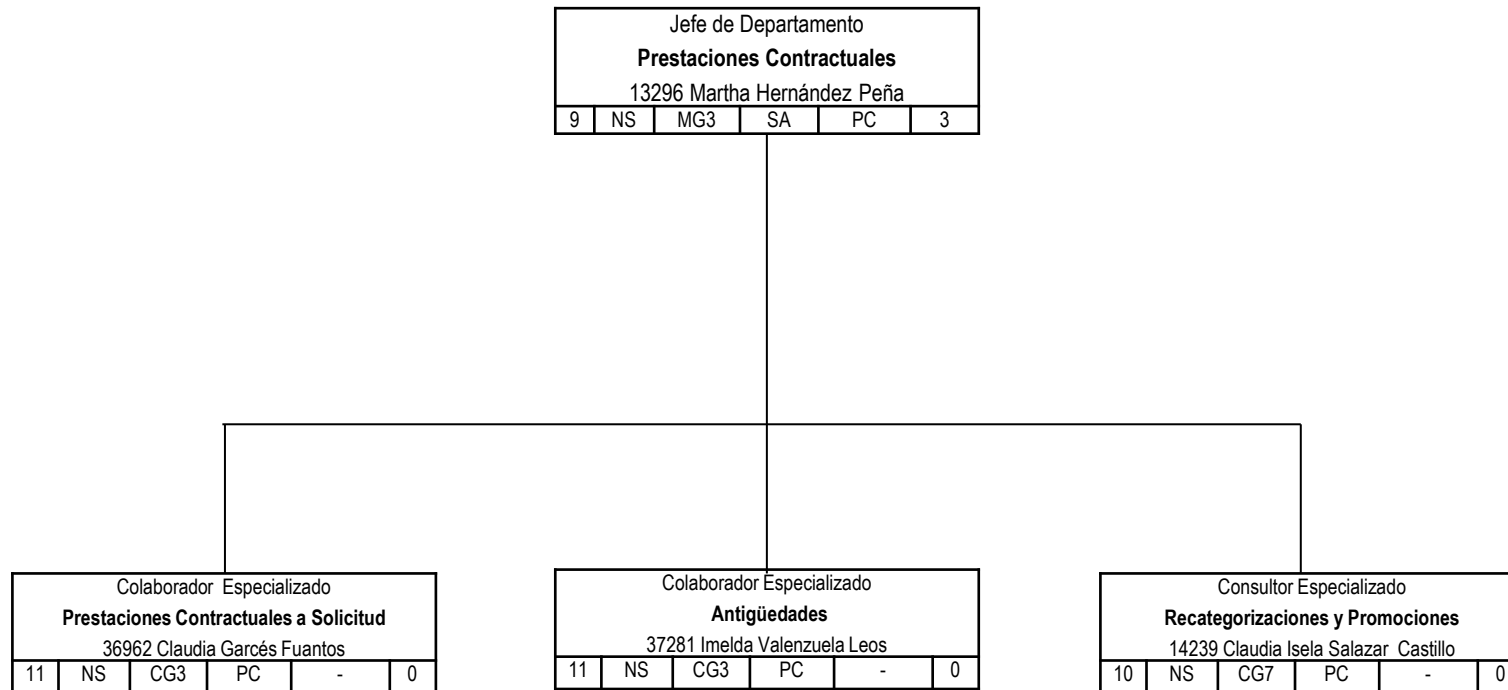 Jefe de Departamento
Prestaciones Contractuales
13296 Martha Hernández Peña
9 NS MG3 SA PC 3
Colaborador Especializado
Prestaciones Contractuales a Solicitud
36962 Claudia Garcés Fuantos
11 NS CG3 PC - 0
Colaborador Especializado
Antigüedades
37281 Imelda Valenzuela Leos
11 NS CG3 PC - 0
Consultor Especializado
Recategorizaciones y Promociones
14239 Claudia Isela Salazar Castillo
10 NS CG7 PC - 0